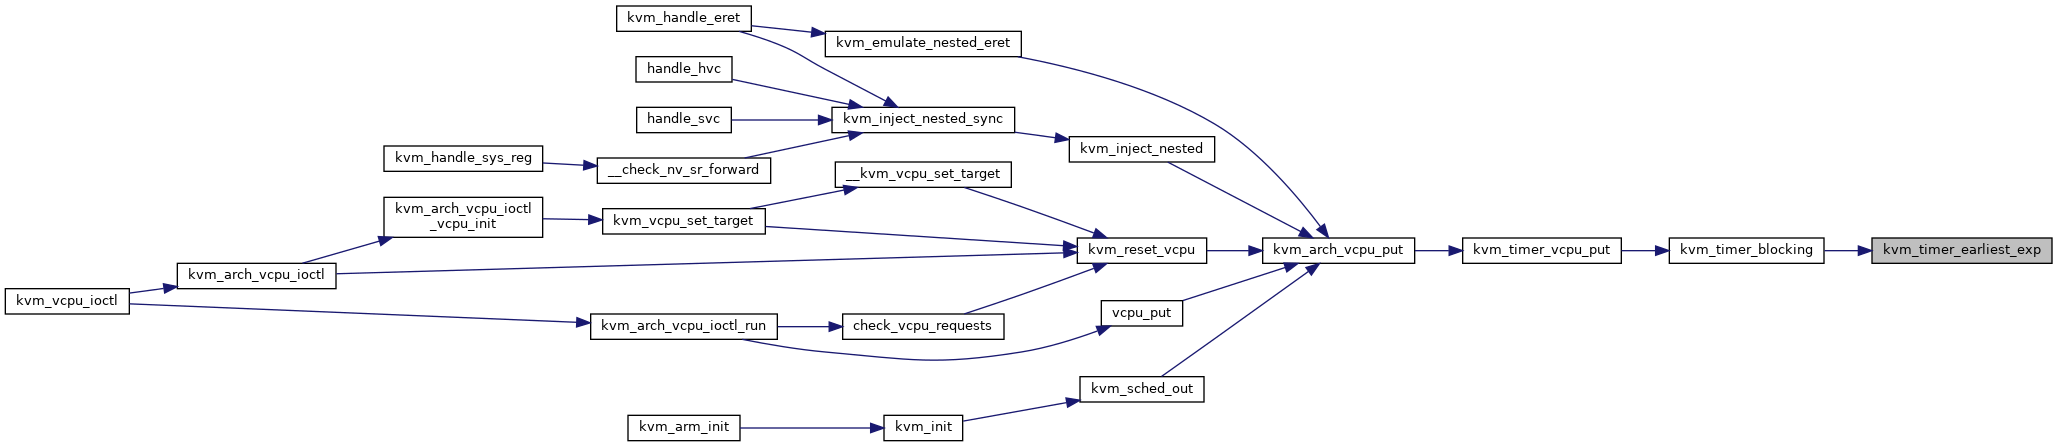 kvm_handle_eret
kvm_emulate_nested_eret
handle_hvc
kvm_inject_nested_sync
handle_svc
kvm_inject_nested
kvm_handle_sys_reg
__check_nv_sr_forward
__kvm_vcpu_set_target
kvm_arch_vcpu_ioctl
_vcpu_init
kvm_vcpu_set_target
kvm_reset_vcpu
kvm_arch_vcpu_put
kvm_timer_vcpu_put
kvm_timer_blocking
kvm_timer_earliest_exp
kvm_arch_vcpu_ioctl
kvm_vcpu_ioctl
vcpu_put
kvm_arch_vcpu_ioctl_run
check_vcpu_requests
kvm_sched_out
kvm_arm_init
kvm_init